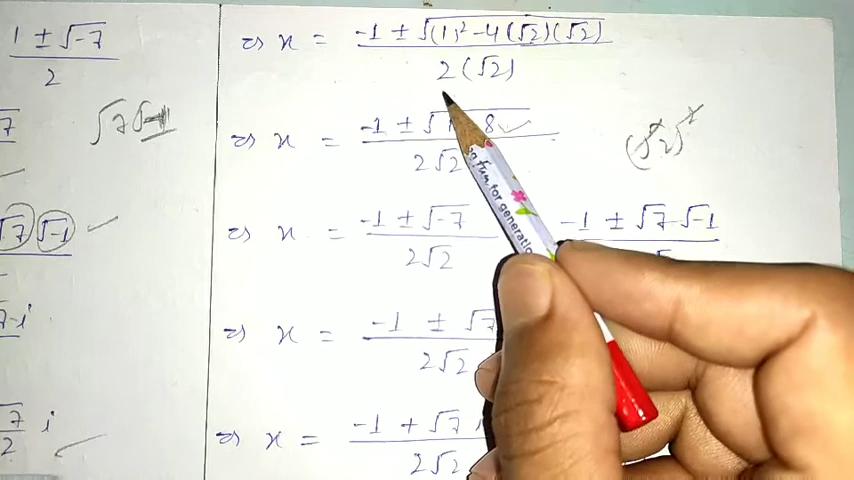 1 ± √-7
2
√7 √-1
√7
√7 √-1
√7 i
√7 i
2
⇒ x = -1 ± √(1)² - 4(√2)(√2)
2(√2)
⇒ x = -1 ± √1 8
2√2
(√2)²
⇒ x = -1 ± √-7
2√2
-1 ± √7 √-1
⇒ x = -1 ± √7
2√2
⇒ x = -1 + √7 i
2√2
fun for generation